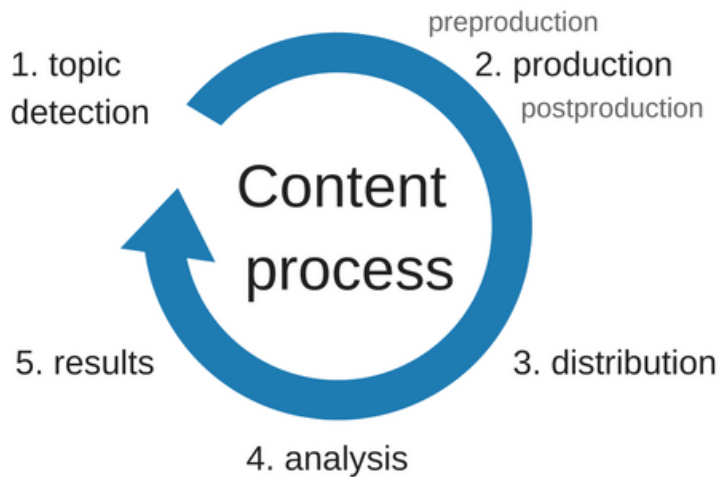 preproduction
1. topic
detection
2. production
postproduction
Content
process
5. results
3. distribution
4. analysis